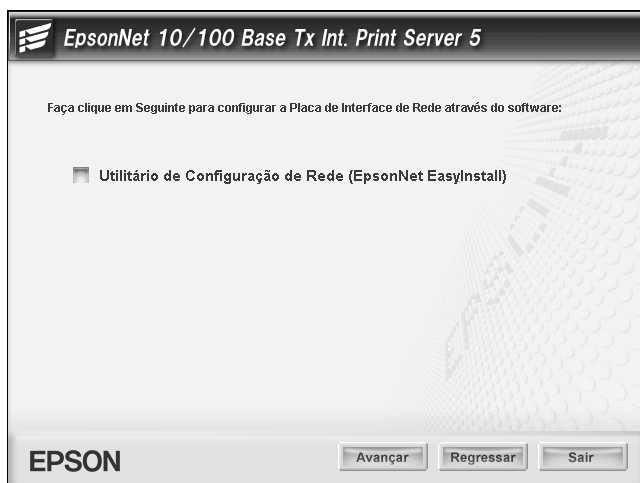 EpsonNet 10/100 Base Tx Int. Print Server 5
Faça clique em Seguinte para configurar a Placa de Interface de Rede através do software:
Utilitário de Configuração de Rede (EpsonNet EasyInstall)
EPSON
EPSON
Avançar
Regressar
Sair